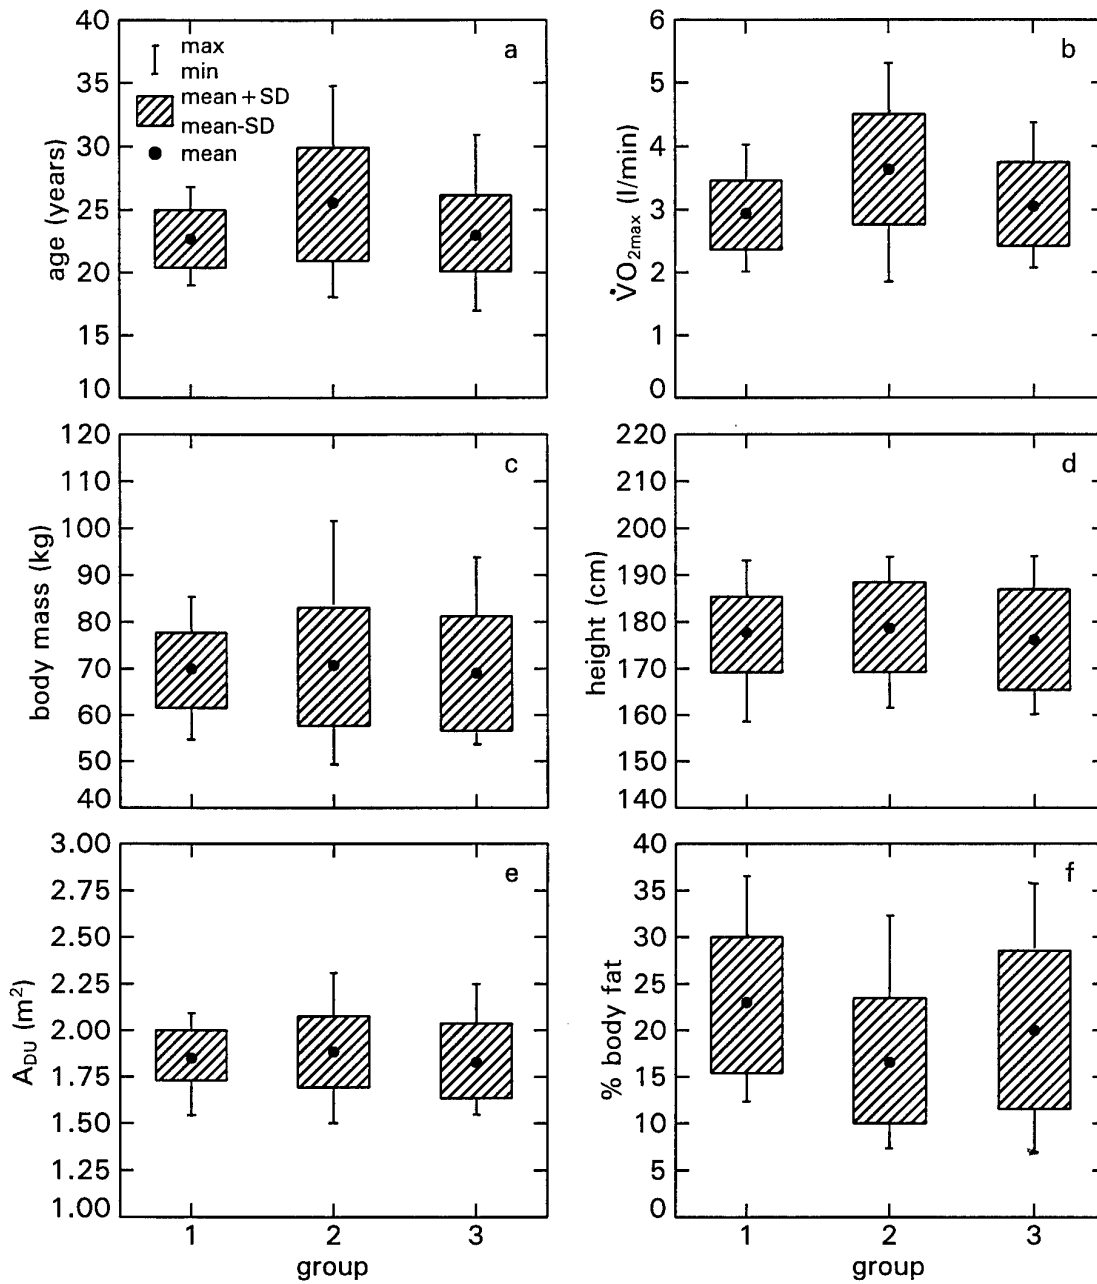 a
40
35
30
25
20
15
10
age (years)
max
min
mean + SD
mean-SD
mean
b
6
5
4
3
2
1
0
V̇O2max (l/min)
c
120
110
100
90
80
70
60
50
40
body mass (kg)
d
220
210
200
190
180
170
160
150
140
height (cm)
e
3.00
2.75
2.50
2.25
2.00
1.75
1.50
1.25
1.00
ADU (m²)
1 2 3
group
f
40
35
30
25
20
15
10
5
0
% body fat
1 2 3
group